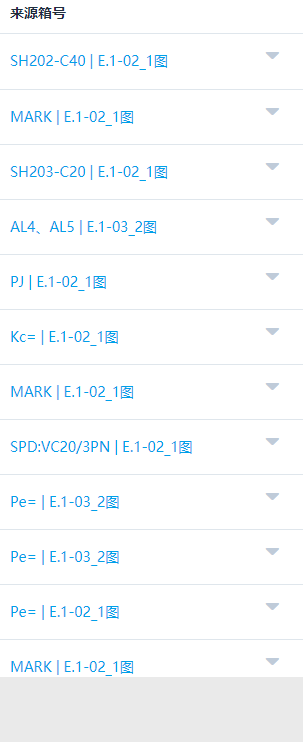 来源箱号
SH202-C40 | E.1-02_1图
MARK | E.1-02_1图
SH203-C20 | E.1-02_1图
AL4、AL5 | E.1-03_2图
PJ | E.1-02_1图
Kc= | E.1-02_1图
MARK | E.1-02_1图
SPD:VC20/3PN | E.1-02_1图
Pe= | E.1-03_2图
Pe= | E.1-03_2图
Pe= | E.1-02_1图
MARK | E.1-02_1图